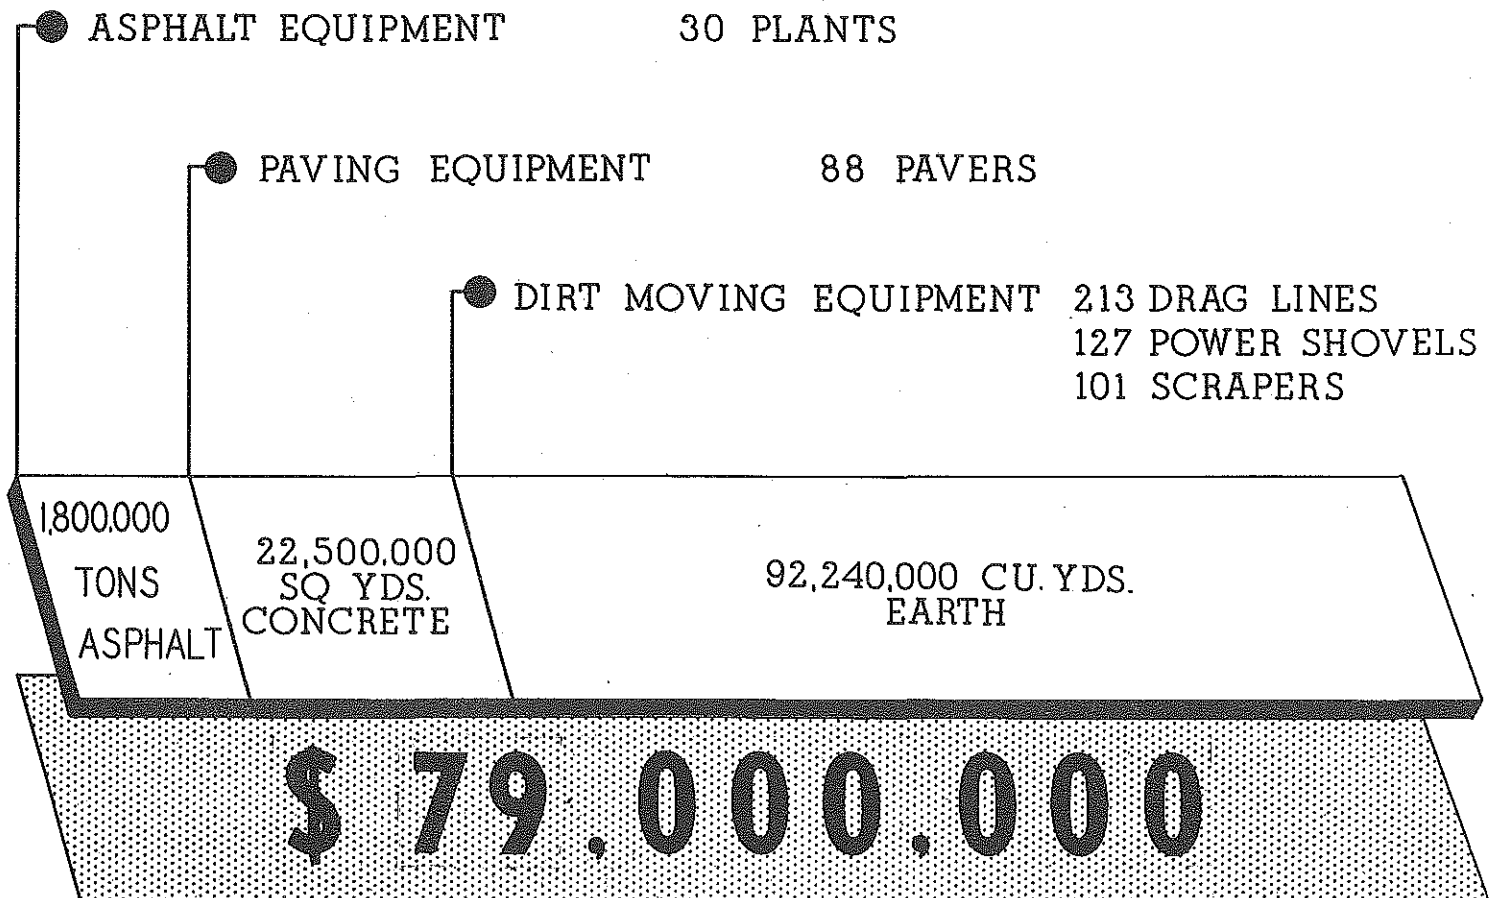 ASPHALT EQUIPMENT 30 PLANTS
PAVING EQUIPMENT 88 PAVERS
DIRT MOVING EQUIPMENT 213 DRAG LINES
127 POWER SHOVELS
101 SCRAPERS
1,800,000
TONS
ASPHALT
22,500,000
SQ YDS.
CONCRETE
92,240,000 CU. YDS.
EARTH
$ 79,000,000